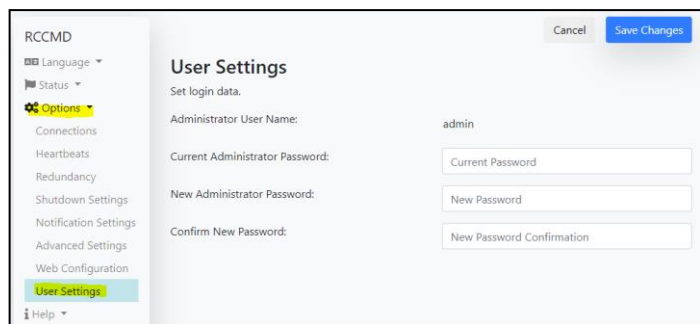 RCCMD
Language
Status
Options
Connections
Heartbeats
Redundancy
Shutdown Settings
Notification Settings
Advanced Settings
Web Configuration
User Settings
Help
Cancel
Save Changes
User Settings
Set login data.
Administrator User Name:
admin
Current Administrator Password:
Current Password
New Administrator Password:
New Password
Confirm New Password:
New Password Confirmation